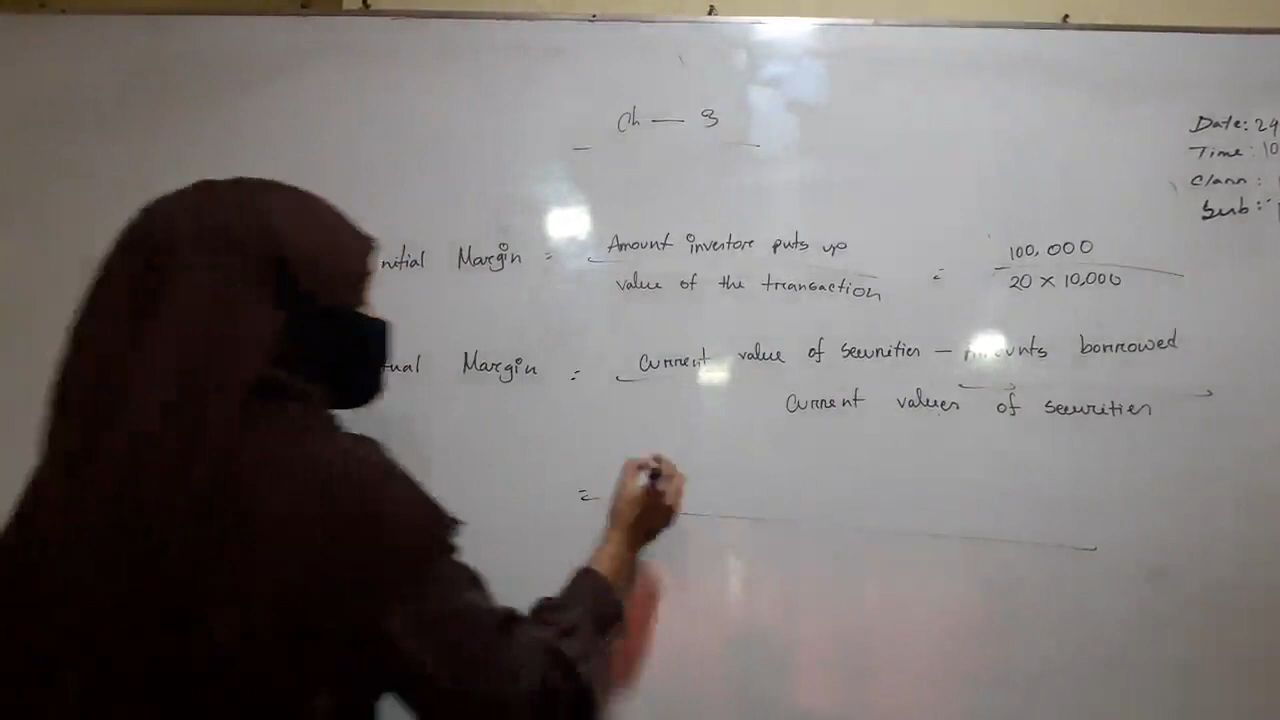 Ch — 3
Date: 24
Time: 10
Class:
Sub:
nitial Margin = Amount investors puts up
value of the transaction
= 100,000
20 × 10,000
tual Margin = Current value of securities — Amounts borrowed
Current values of securities
=